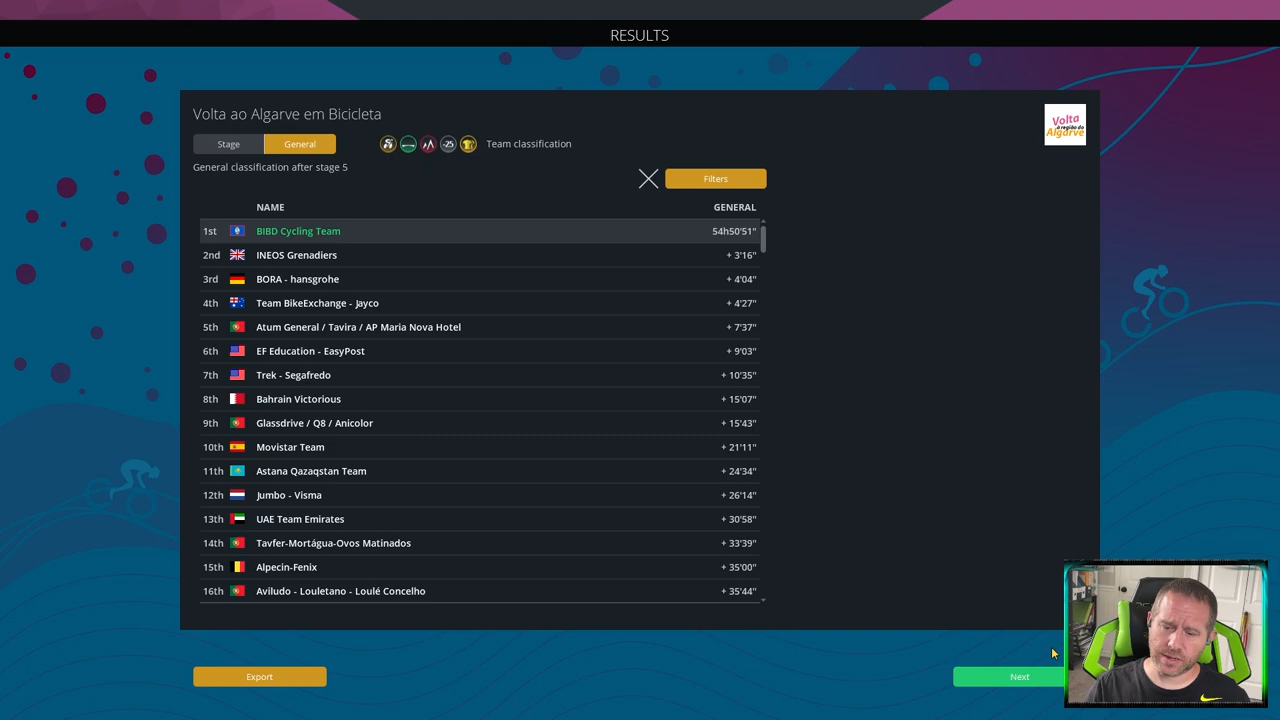 RESULTS
Volta ao Algarve em Bicicleta
Volta
à região do
Algarve
Stage
General
-25
Team classification
General classification after stage 5
Filters
NAME GENERAL
1st BIBD Cycling Team 54h50'51"
2nd INEOS Grenadiers + 3'16"
3rd BORA - hansgrohe + 4'04"
4th Team BikeExchange - Jayco + 4'27"
5th Atum General / Tavira / AP Maria Nova Hotel + 7'37"
6th EF Education - EasyPost + 9'03"
7th Trek - Segafredo + 10'35"
8th Bahrain Victorious + 15'07"
9th Glassdrive / Q8 / Anicolor + 15'43"
10th Movistar Team + 21'11"
11th Astana Qazaqstan Team + 24'34"
12th Jumbo - Visma + 26'14"
13th UAE Team Emirates + 30'58"
14th Tavfer-Mortágua-Ovos Matinados + 33'39"
15th Alpecin-Fenix + 35'00"
16th Aviludo - Louletano - Loulé Concelho + 35'44"
Export
Next